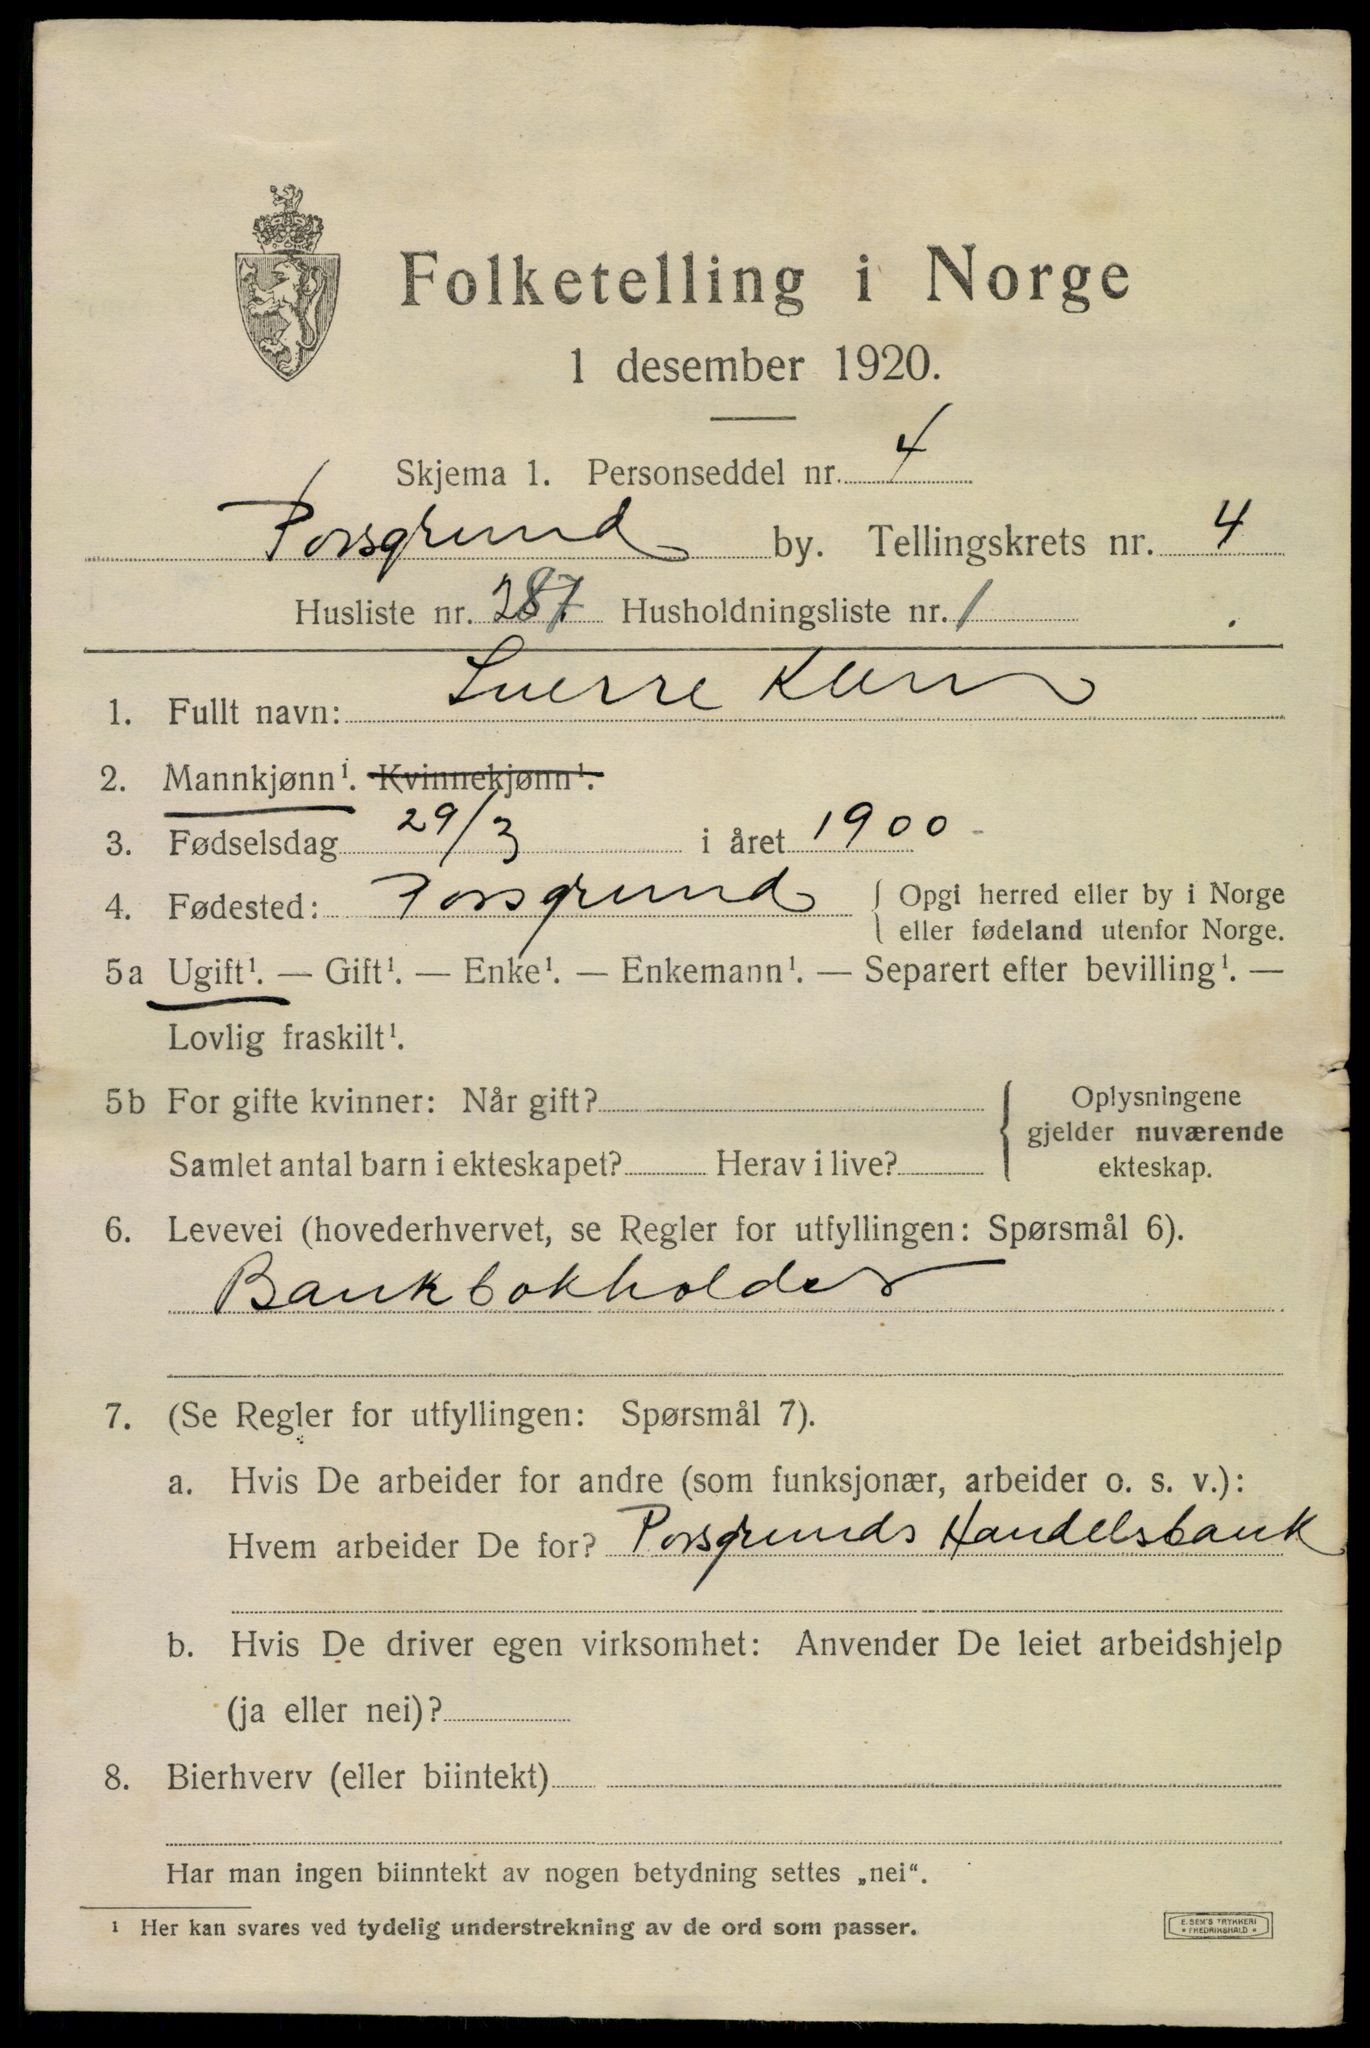 Folketelling i Norge
1 desember 1920.
Skjema 1. Personseddel nr. 4
Porsgrund by. Tellingskrets nr. 4
Husliste nr. 287. Husholdningsliste nr. 1
1. Fullt navn: Sverre
2. Mannkjønn¹. Kvinnekjønn¹.
3. Fødselsdag 29/3 i året 1900
4. Fødested: Porsgrund { Opgi herred eller by i Norge
eller fødeland utenfor Norge.
5a Ugift¹. — Gift¹. — Enke¹. — Enkemann¹. — Separert efter bevilling¹. —
Lovlig fraskilt¹.
5b For gifte kvinner: Når gift? { Oplysningene
gjelder nuværende
Samlet antal barn i ekteskapet? Herav i live? ekteskap.
6. Levevei (hovederhvervet, se Regler for utfyllingen: Spørsmål 6).
Bankbokholder
7. (Se Regler for utfyllingen: Spørsmål 7).
a. Hvis De arbeider for andre (som funksjonær, arbeider o. s. v.):
Hvem arbeider De for? Porsgrunds Handelsbank
b. Hvis De driver egen virksomhet: Anvender De leiet arbeidshjelp
(ja eller nei)?
8. Bierhverv (eller biintekt)
Har man ingen biinntekt av nogen betydning settes „nei“.
¹ Her kan svares ved tydelig understrekning av de ord som passer.
E. SEM'S TRYKKERI
* FREDRIKSHALD *